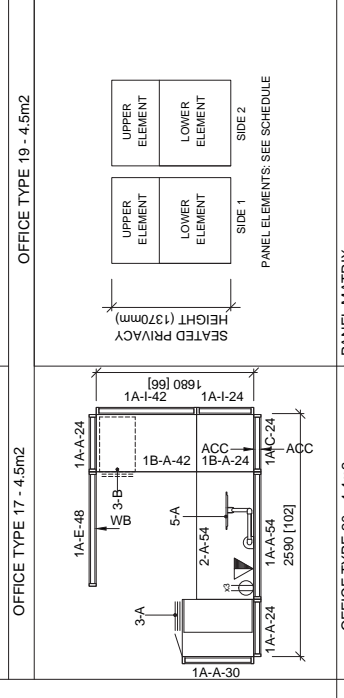 OFFICE TYPE 17 - 4.5m2
OFFICE TYPE 19 - 4.5m2
1A-E-48
1A-A-24
WB
3-B
1680 [66]
1A-I-42
1A-I-24
1B-A-42
1B-A-24
ACC
ACC
1A-C-24
3-A
5-A
2-A-54
x3
1A-A-30
1A-A-24
1A-A-54
2590 [102]
SEATED PRIVACY
HEIGHT (1370mm)
UPPER
ELEMENT
LOWER
ELEMENT
SIDE 1
UPPER
ELEMENT
LOWER
ELEMENT
SIDE 2
PANEL ELEMENTS: SEE SCHEDULE
PANEL MATRIX